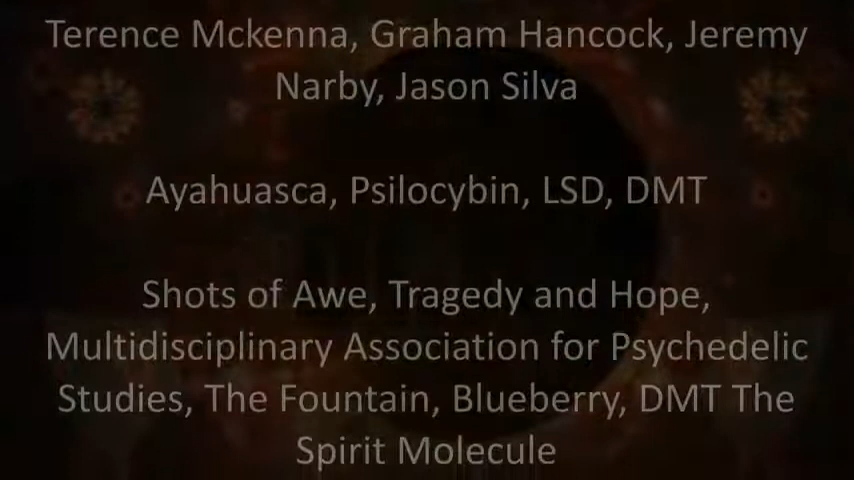 Terence Mckenna, Graham Hancock, Jeremy
Narby, Jason Silva
Ayahuasca, Psilocybin, LSD, DMT
Shots of Awe, Tragedy and Hope,
Multidisciplinary Association for Psychedelic
Studies, The Fountain, Blueberry, DMT The
Spirit Molecule